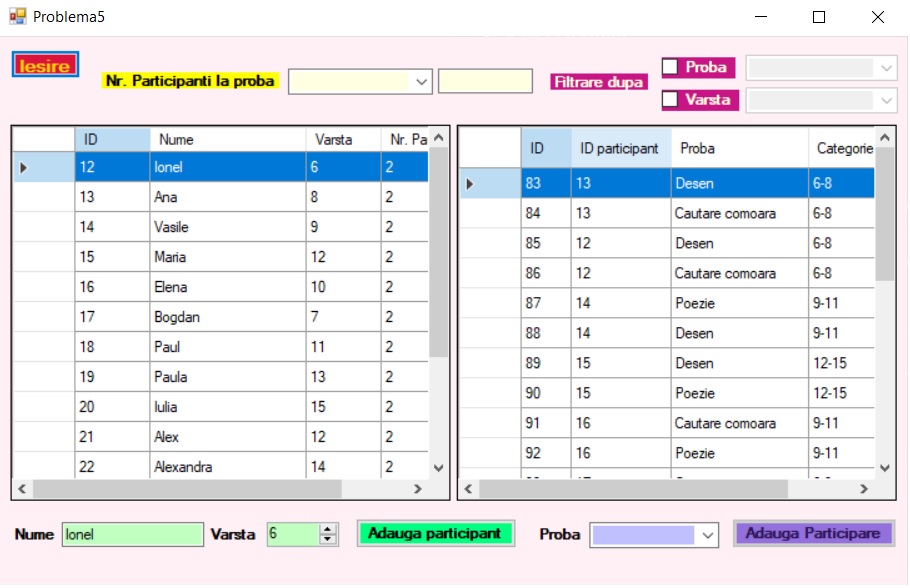 Problema5
Iesire
Nr. Participanti la proba
Filtrare dupa
Proba
Varsta
ID Nume Varsta Nr. Pa
12 Ionel 6 2
13 Ana 8 2
14 Vasile 9 2
15 Maria 12 2
16 Elena 10 2
17 Bogdan 7 2
18 Paul 11 2
19 Paula 13 2
20 Iulia 15 2
21 Alex 12 2
22 Alexandra 14 2
ID ID participant Proba Categorie
83 13 Desen 6-8
84 13 Cautare comoara 6-8
85 12 Desen 6-8
86 12 Cautare comoara 6-8
87 14 Poezie 9-11
88 14 Desen 9-11
89 15 Desen 12-15
90 15 Poezie 12-15
91 16 Cautare comoara 9-11
92 16 Poezie 9-11
Nume Ionel Varsta 6 Adauga participant Proba Adauga Participare